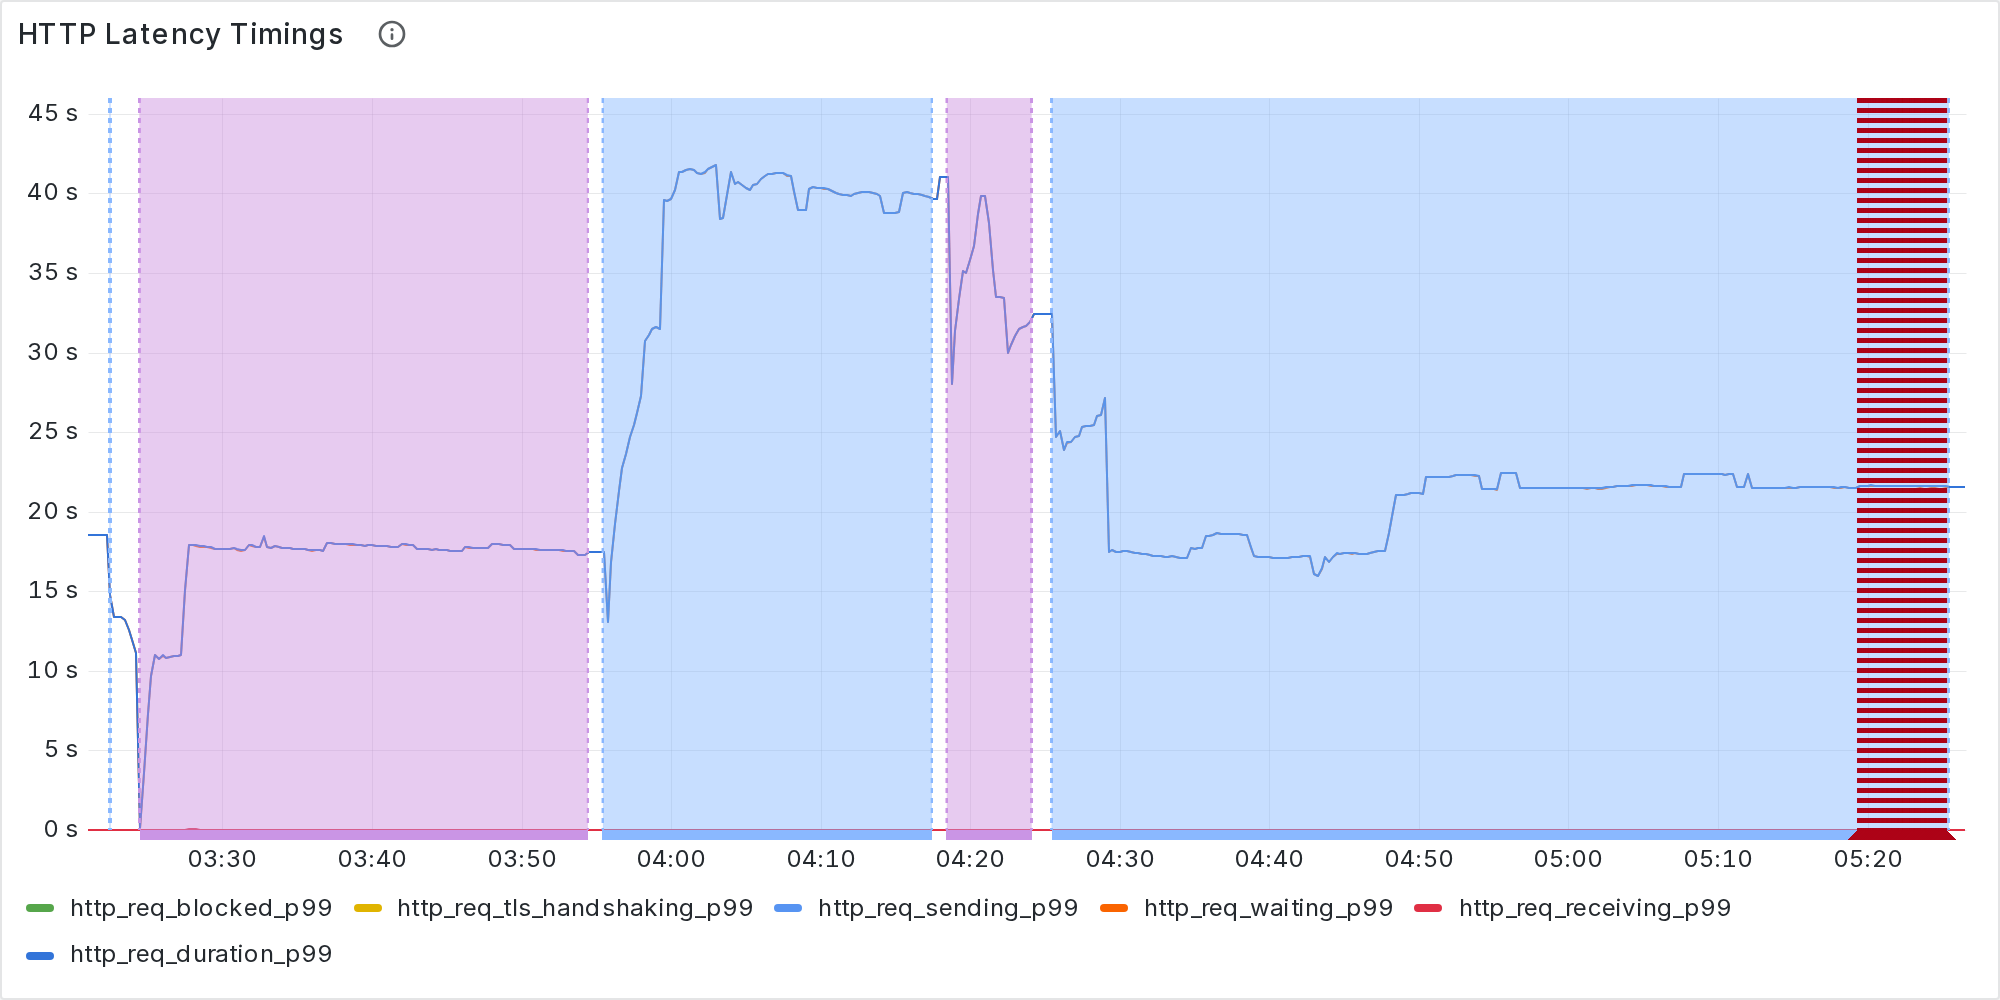 HTTP Latency Timings
45 s
40 s
35 s
30 s
25 s
20 s
15 s
10 s
5 s
0 s
03:30 03:40 03:50 04:00 04:10 04:20 04:30 04:40 04:50 05:00 05:10 05:20
http_req_blocked_p99 http_req_tls_handshaking_p99 http_req_sending_p99 http_req_waiting_p99 http_req_receiving_p99
http_req_duration_p99